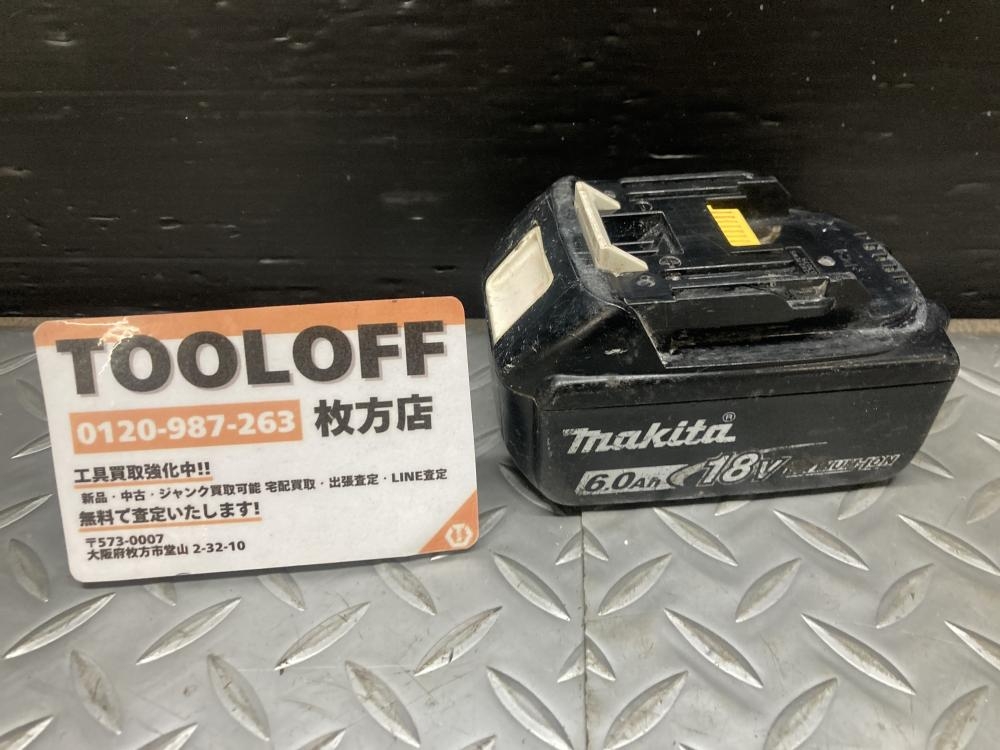 TOOLOFF
0120-987-263 枚方店
工具買取強化中!!
新品・中古・ジャンク買取可能 宅配買取・出張査定・LINE査定
無料で査定いたします!
〒573-0007
大阪府枚方市堂山 2-32-10
makita®
6.0Ah 18V LITHIUM-ION